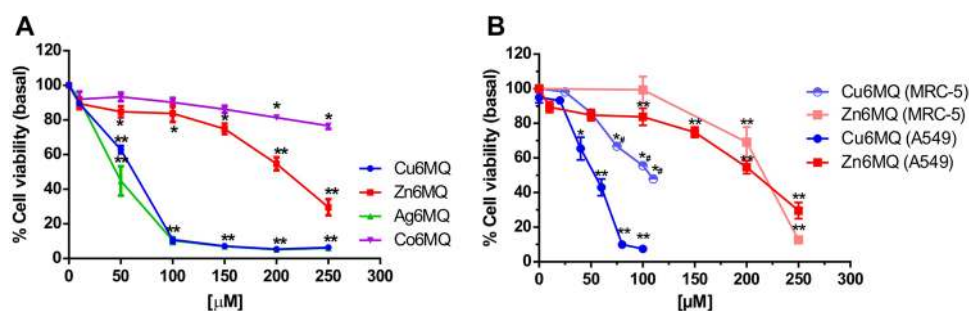 A
% Cell viability (basal)
120
100
80
60
40
20
0
* * * * *
** ** ** ** ** ** **
Cu6MQ
Zn6MQ
Ag6MQ
Co6MQ
0 50 100 150 200 250 300
[µM]
B
% Cell viability (basal)
120
100
80
60
40
20
0
** ** ** ** ** **
* *# *# *#
** ** **
Cu6MQ (MRC-5)
Zn6MQ (MRC-5)
Cu6MQ (A549)
Zn6MQ (A549)
0 50 100 150 200 250 300
[µM]